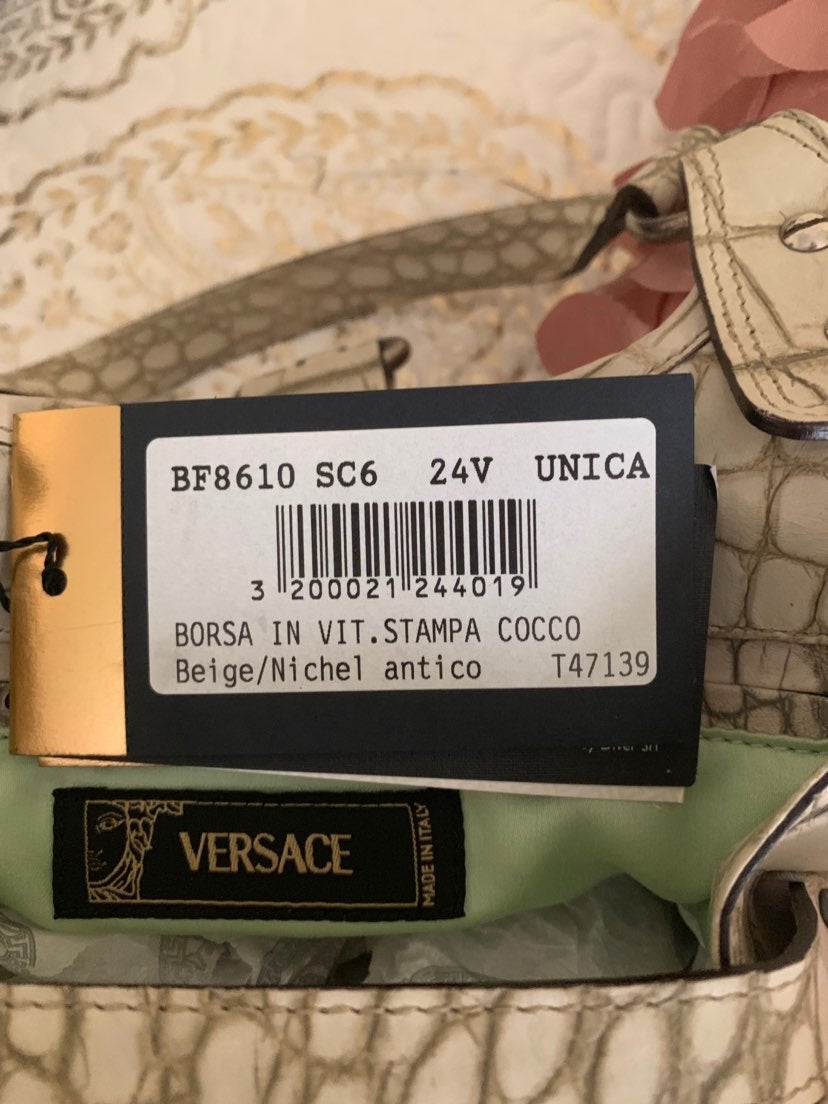 BF8610 SC6 24V UNICA
3 200021 244019
BORSA IN VIT.STAMPA COCCO
Beige/Nichel antico T47139
VERSACE
MADE IN ITALY